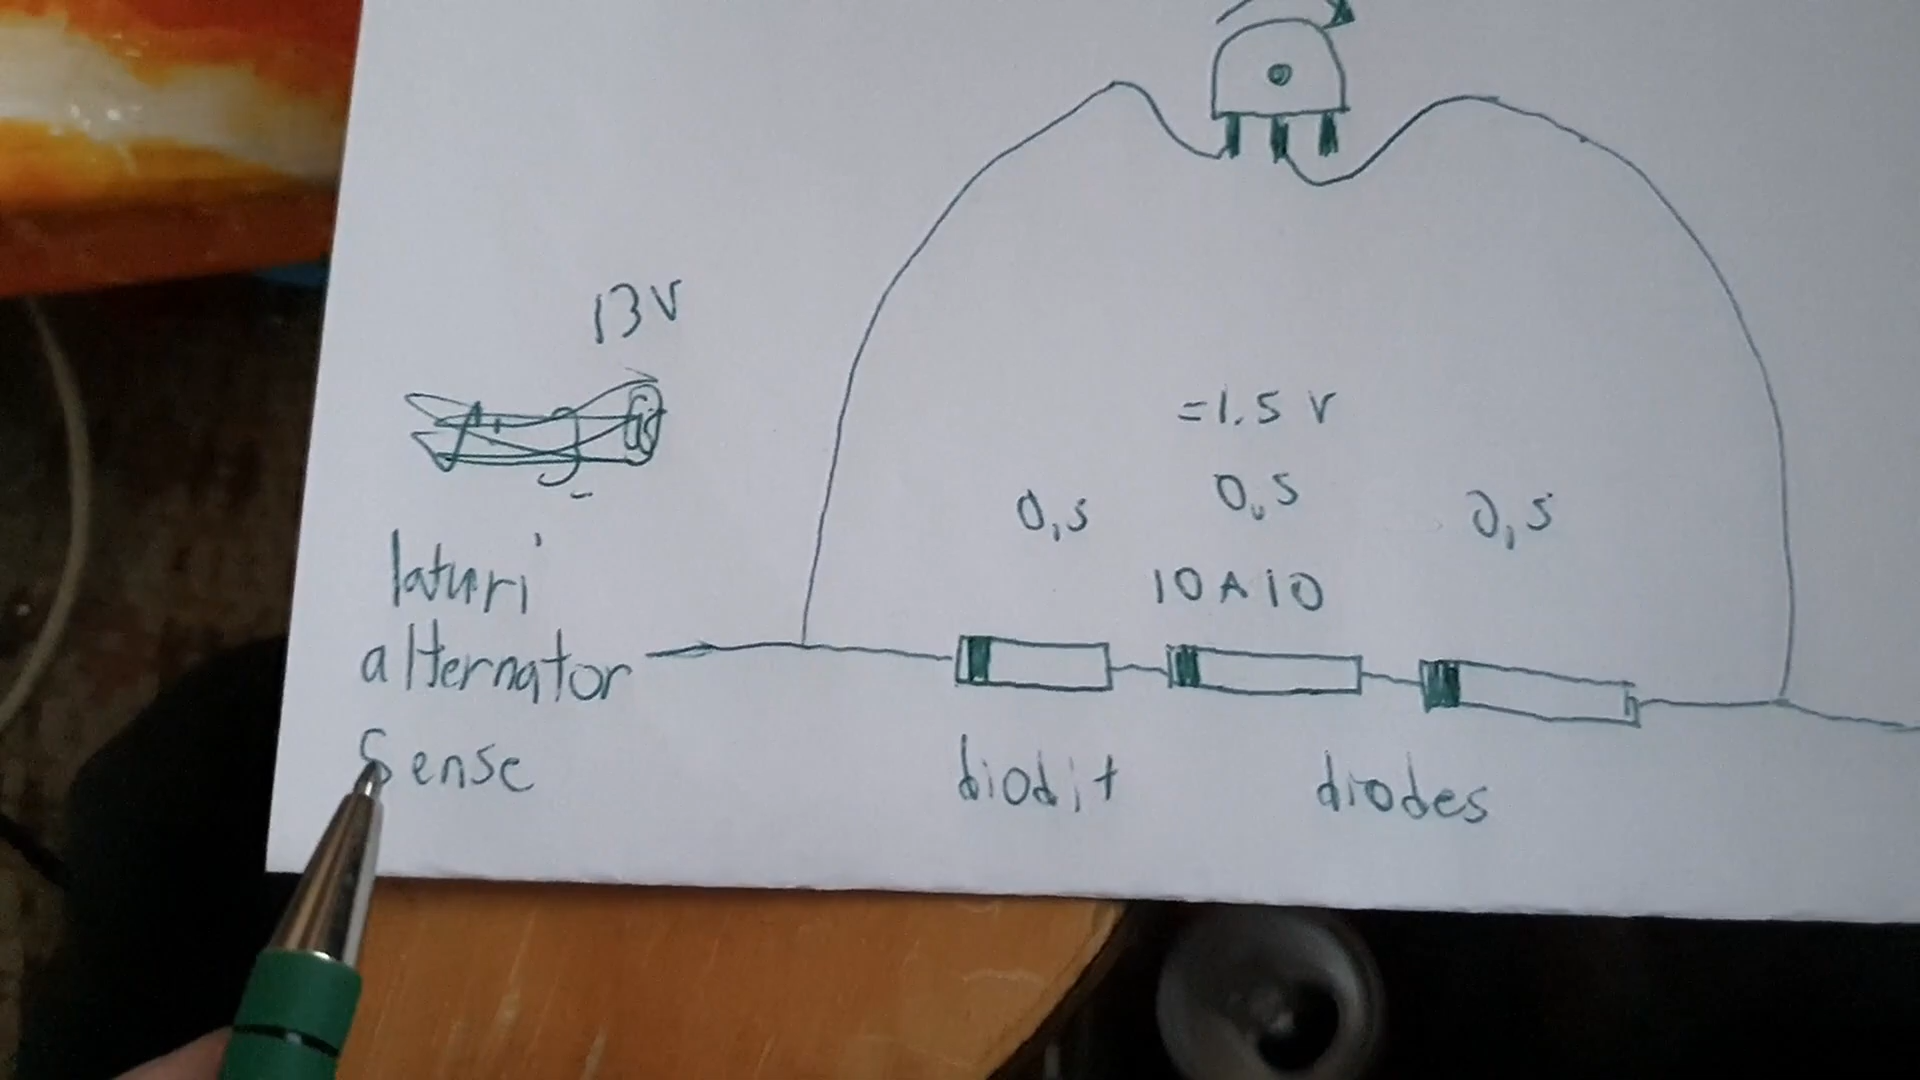 13V
=1.5 V
0,5 0,5 0,5
10A10
laturi
alternator
Sense
diodit diodes